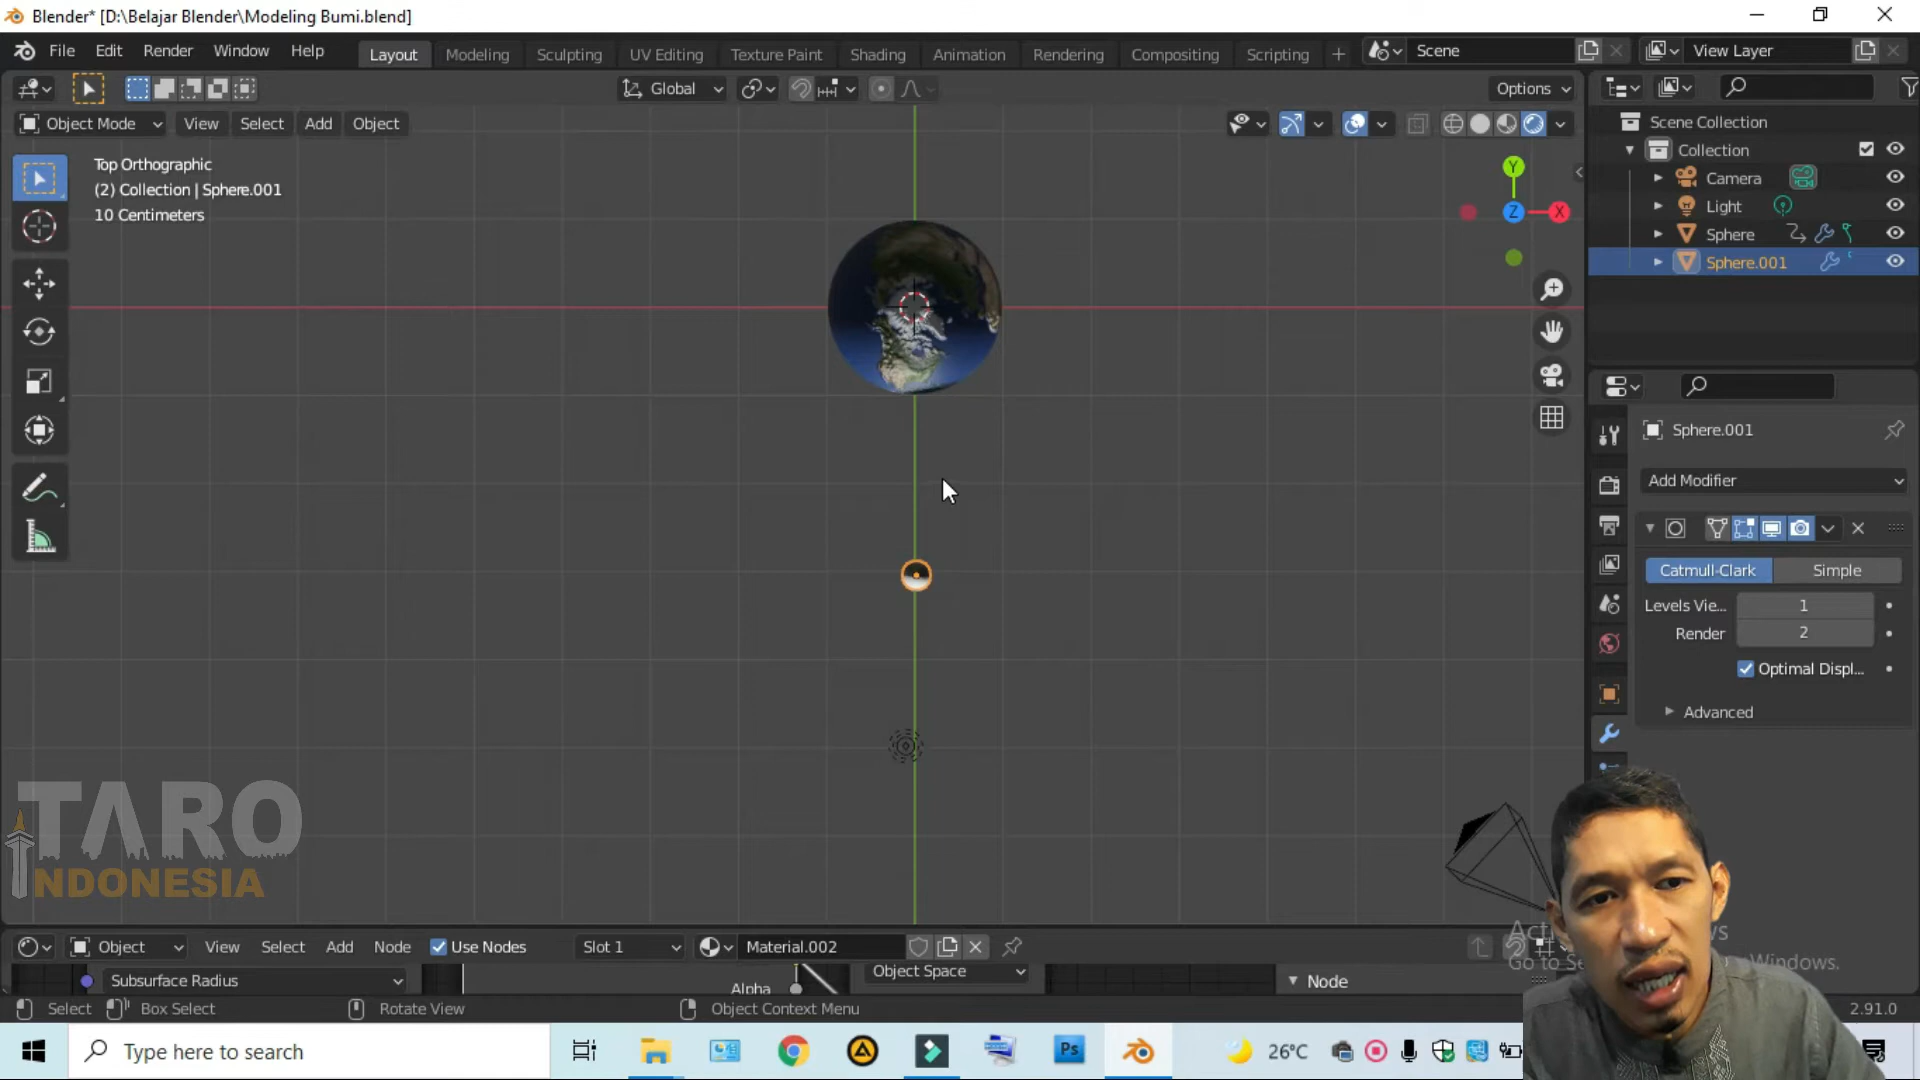 Blender* [D:\Belajar Blender\Modeling Bumi.blend]
File Edit Render Window Help
Layout Modeling Sculpting UV Editing Texture Paint Shading Animation Rendering Compositing Scripting +
Scene
View Layer
Global
Options
Object Mode View Select Add Object
Top Orthographic
(2) Collection | Sphere.001
10 Centimeters
Y
Z
X
Scene Collection
Collection
Camera
Light
Sphere
Sphere.001
Sphere.001
Add Modifier
Catmull-Clark Simple
Levels Vie... 1
Render 2
Optimal Displ...
Advanced
TARO
INDONESIA
Object View Select Add Node Use Nodes Slot 1 Material.002
Subsurface Radius
Alpha
Object Space
Node
Select Box Select Rotate View Object Context Menu
2.91.0
Type here to search
Ps
26°C